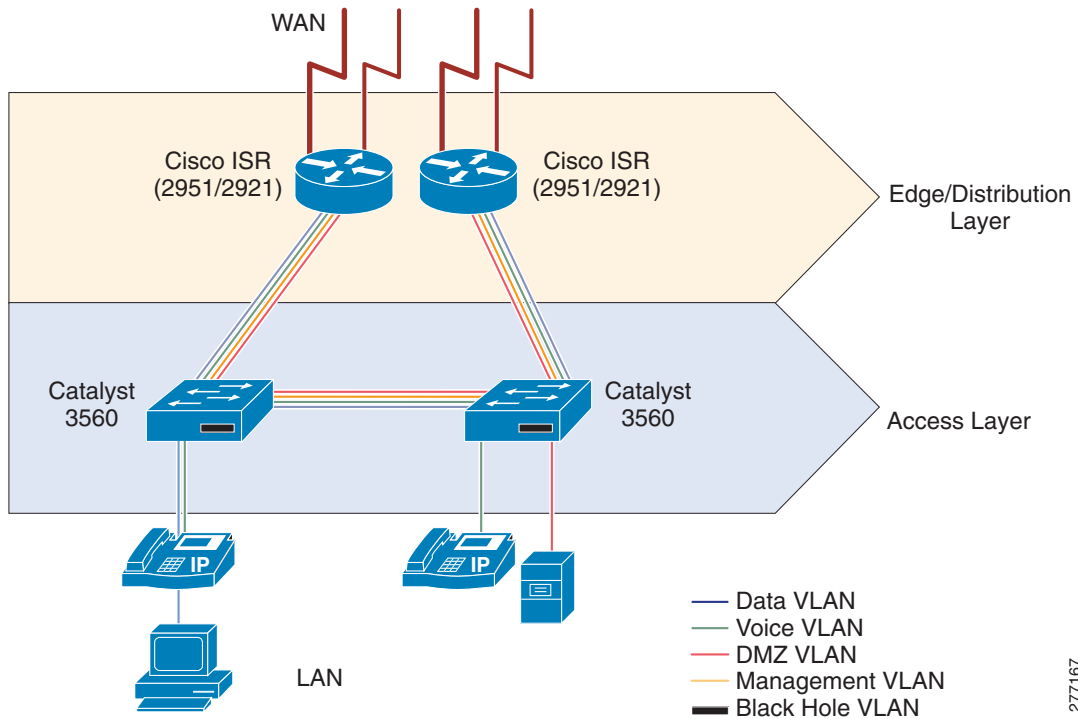 WAN
Cisco ISR
(2951/2921)
Cisco ISR
(2951/2921)
Edge/Distribution
Layer
Catalyst
3560
Catalyst
3560
Access Layer
IP
IP
LAN
Data VLAN
Voice VLAN
DMZ VLAN
Management VLAN
Black Hole VLAN
277167